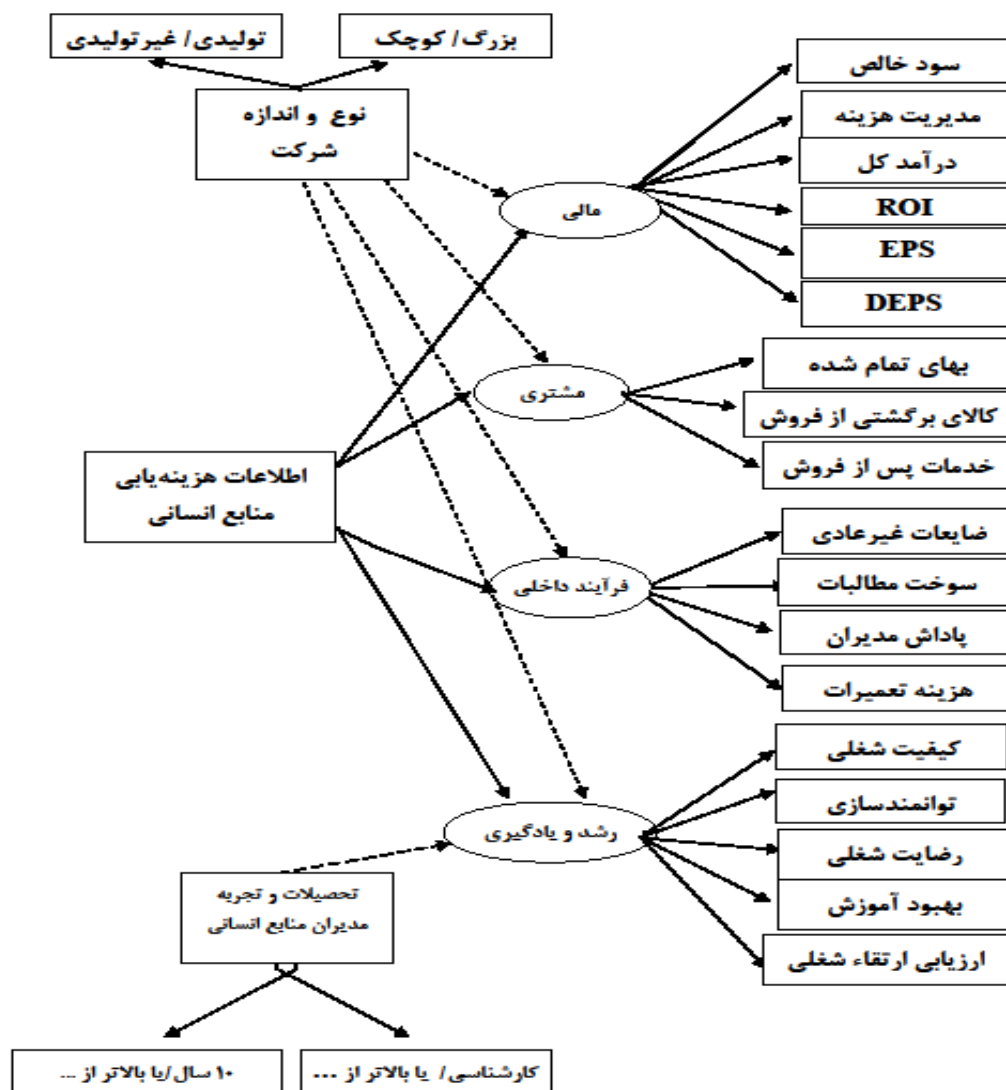 بزرگ/ کوچک
تولیدی/ غیرتولیدی
نوع و اندازه
شرکت
سود خالص
مدیریت هزینه
درآمد کل
ROI
EPS
DEPS
مالی
بهای تمام شده
کالای برگشتی از فروش
خدمات پس از فروش
مشتری
اطلاعات هزینه‌یابی
منابع انسانی
ضایعات غیرعادی
سوخت مطالبات
پاداش مدیران
هزینه تعمیرات
فرآیند داخلی
کیفیت شغلی
توانمندسازی
رضایت شغلی
بهبود آموزش
ارزیابی ارتقاء شغلی
رشد و یادگیری
تحصیلات و تجربه
مدیران منابع انسانی
کارشناسی/ یا بالاتر از ...
۱۰ سال/یا بالاتر از ...